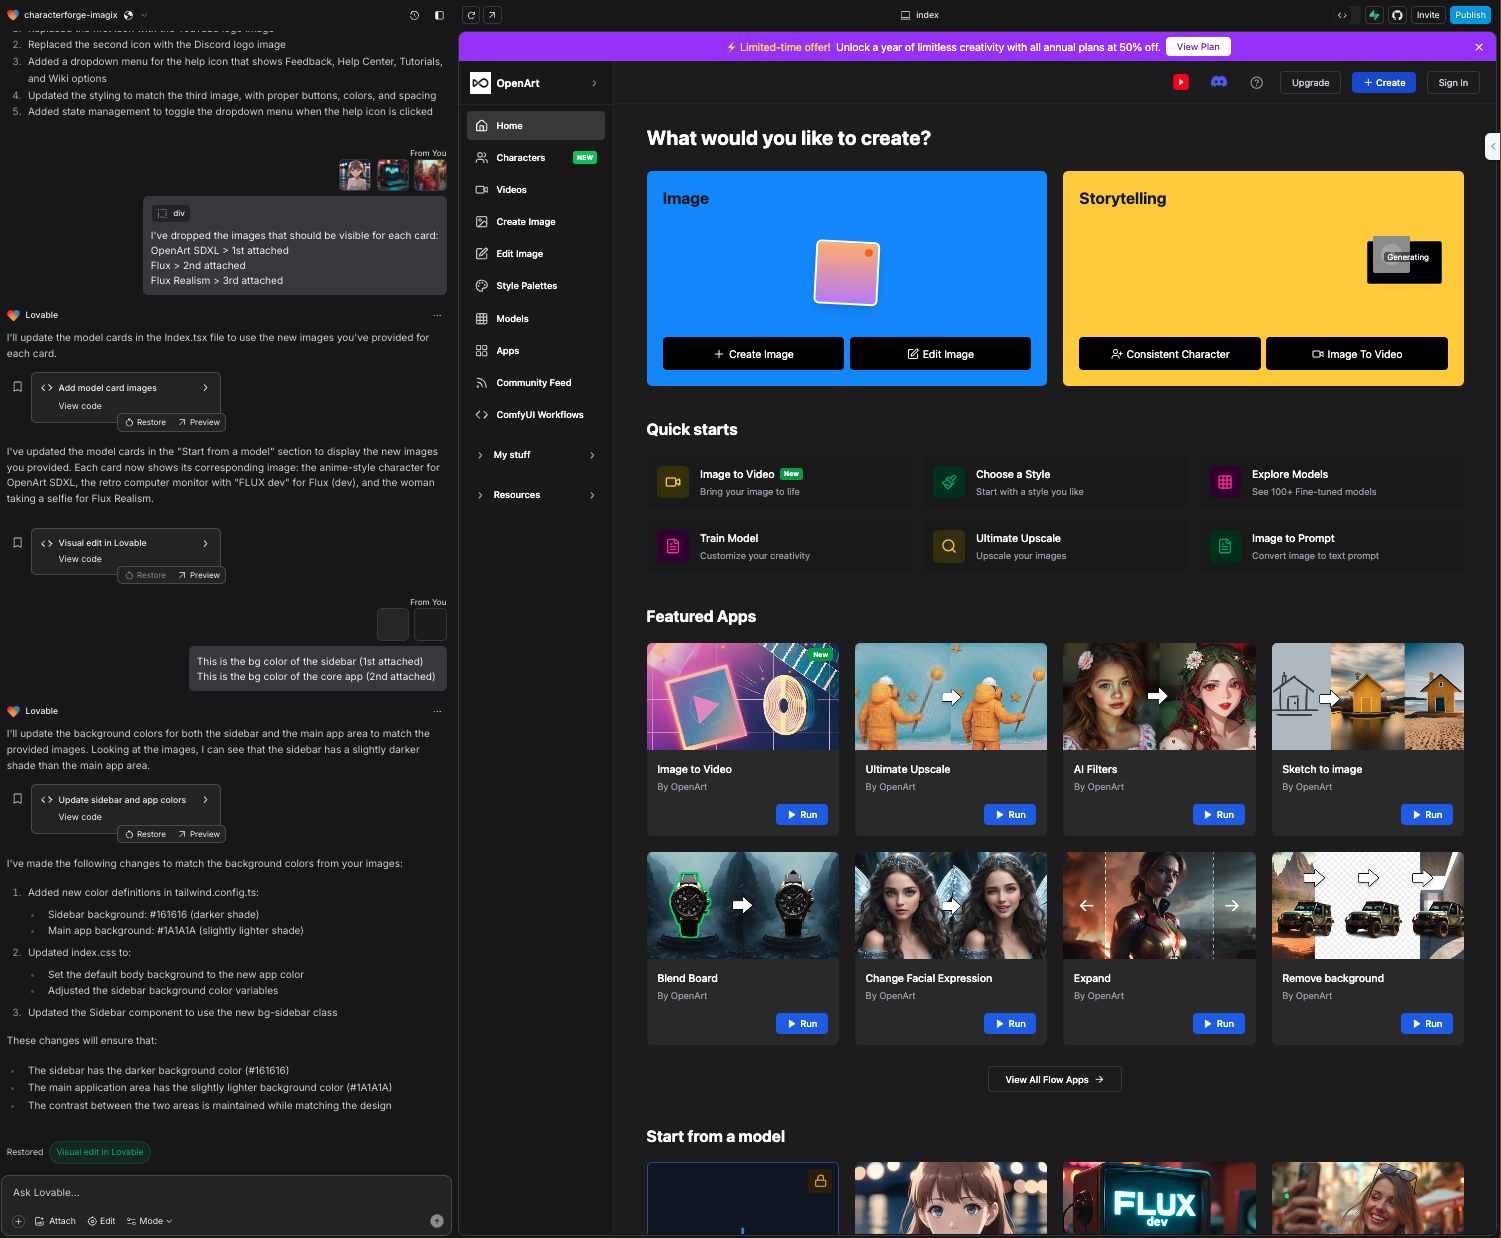 characterforge-imagix
index
Invite
Publish
1. Replaced the first icon with the YouTube logo image
2. Replaced the second icon with the Discord logo image
3. Added a dropdown menu for the help icon that shows Feedback, Help Center, Tutorials,
and Wiki options
4. Updated the styling to match the third image, with proper buttons, colors, and spacing
5. Added state management to toggle the dropdown menu when the help icon is clicked
From You
div
I've dropped the images that should be visible for each card:
OpenArt SDXL > 1st attached
Flux > 2nd attached
Flux Realism > 3rd attached
Lovable
I'll update the model cards in the Index.tsx file to use the new images you've provided for
each card.
Add model card images
View code
Restore
Preview
I've updated the model cards in the "Start from a model" section to display the new images
you provided. Each card now shows its corresponding image: the anime-style character for
OpenArt SDXL, the retro computer monitor with "FLUX dev" for Flux (dev), and the woman
taking a selfie for Flux Realism.
Visual edit in Lovable
View code
Restore
Preview
From You
This is the bg color of the sidebar (1st attached)
This is the bg color of the core app (2nd attached)
Lovable
I'll update the background colors for both the sidebar and the main app area to match the
provided images. Looking at the images, I can see that the sidebar has a slightly darker
shade than the main app area.
Update sidebar and app colors
View code
Restore
Preview
I've made the following changes to match the background colors from your images:
1. Added new color definitions in tailwind.config.ts:
Sidebar background: #161616 (darker shade)
Main app background: #1A1A1A (slightly lighter shade)
2. Updated index.css to:
Set the default body background to the new app color
Adjusted the sidebar background color variables
3. Updated the Sidebar component to use the new bg-sidebar class
These changes will ensure that:
The sidebar has the darker background color (#161616)
The main application area has the slightly lighter background color (#1A1A1A)
The contrast between the two areas is maintained while matching the design
Restored
Visual edit in Lovable
Ask Lovable...
Attach
Edit
Mode
⚡ Limited-time offer! Unlock a year of limitless creativity with all annual plans at 50% off.
View Plan
OpenArt
Upgrade
+ Create
Sign In
Home
Characters NEW
Videos
Create Image
Edit Image
Style Palettes
Models
Apps
Community Feed
ComfyUI Workflows
My stuff
Resources
What would you like to create?
Image
+ Create Image
Edit Image
Storytelling
Generating
Consistent Character
Image To Video
Quick starts
Image to Video New
Bring your image to life
Choose a Style
Start with a style you like
Explore Models
See 100+ Fine-tuned models
Train Model
Customize your creativity
Ultimate Upscale
Upscale your images
Image to Prompt
Convert image to text prompt
Featured Apps
New
Image to Video
By OpenArt
Run
Ultimate Upscale
By OpenArt
Run
AI Filters
By OpenArt
Run
Sketch to image
By OpenArt
Run
Blend Board
By OpenArt
Run
Change Facial Expression
By OpenArt
Run
Expand
By OpenArt
Run
Remove background
By OpenArt
Run
View All Flow Apps →
Start from a model
FLUX
dev